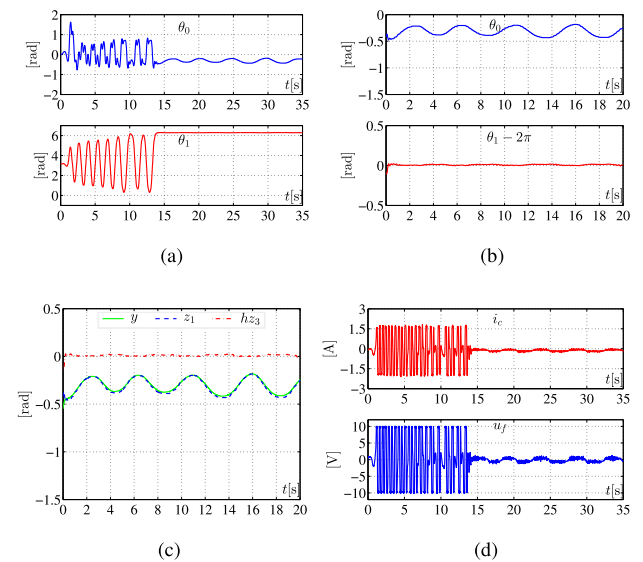 θ0
[rad]
2
1
0
−1
−2
0 5 10 15 20 25 30 35
t[s]
θ1
[rad]
6
4
2
0
0 5 10 15 20 25 30 35
t[s]
(a)
θ0
[rad]
0
−0.5
−1
−1.5
0 2 4 6 8 10 12 14 16 18 20
t[s]
θ1 − 2π
[rad]
0.5
0
−0.5
0 2 4 6 8 10 12 14 16 18 20
t[s]
(b)
y z1 hz3
[rad]
0.5
0
−0.5
−1
−1.5
0 2 4 6 8 10 12 14 16 18 20
t[s]
(c)
ic
[A]
3
1.5
0
−1.5
−3
0 5 10 15 20 25 30 35
t[s]
uf
[V]
10
5
0
−5
−10
0 5 10 15 20 25 30 35
t[s]
(d)